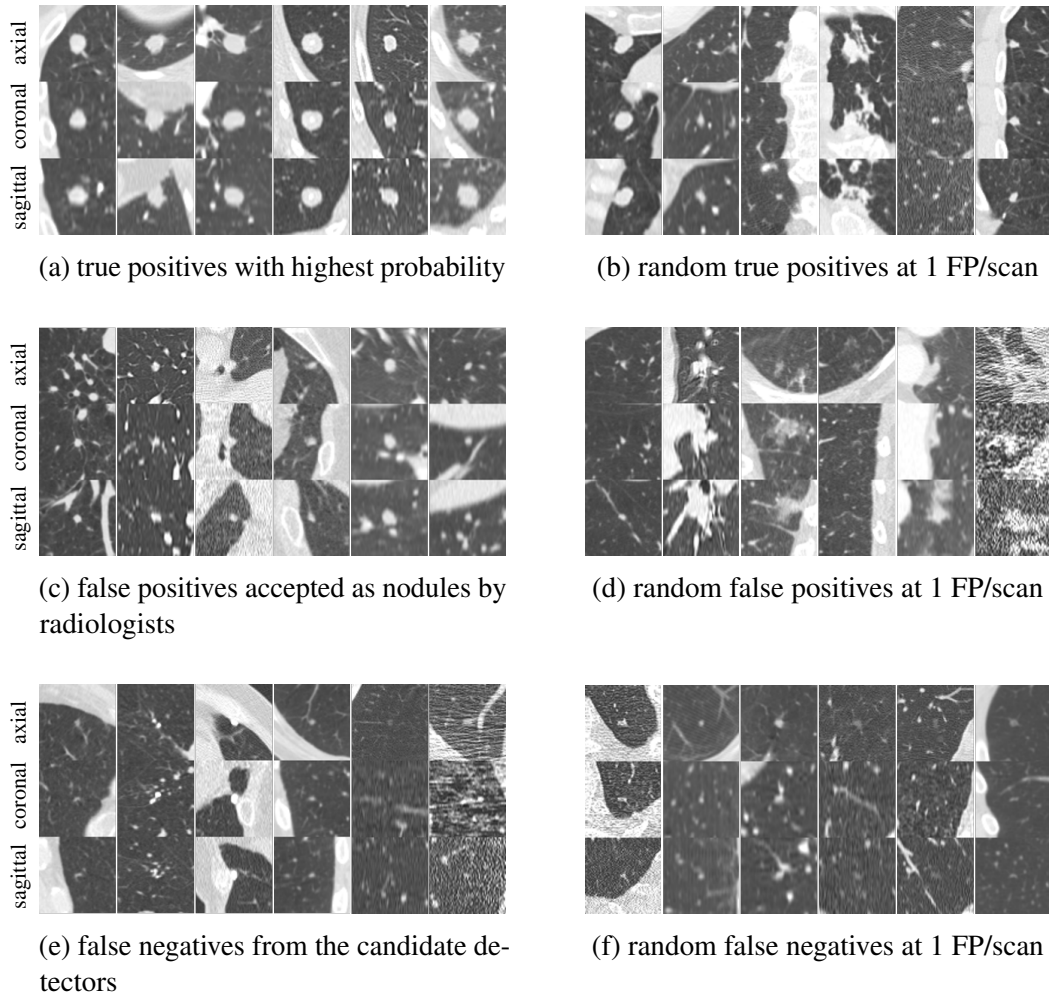 axial
coronal
sagittal
(a) true positives with highest probability
(b) random true positives at 1 FP/scan
axial
coronal
sagittal
(c) false positives accepted as nodules by
radiologists
(d) random false positives at 1 FP/scan
axial
coronal
sagittal
(e) false negatives from the candidate de-
tectors
(f) random false negatives at 1 FP/scan